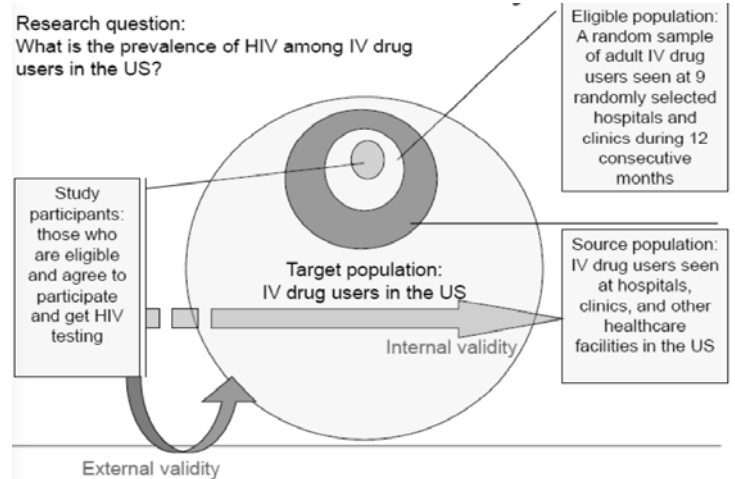 Research question:
What is the prevalence of HIV among IV drug
users in the US?
Eligible population:
A random sample
of adult IV drug
users seen at 9
randomly selected
hospitals and
clinics during 12
consecutive
months
Study
participants:
those who
are eligible
and agree to
participate
and get HIV
testing
Target population:
IV drug users in the US
Source population:
IV drug users seen
at hospitals,
clinics, and other
healthcare
facilities in the US
Internal validity
External validity